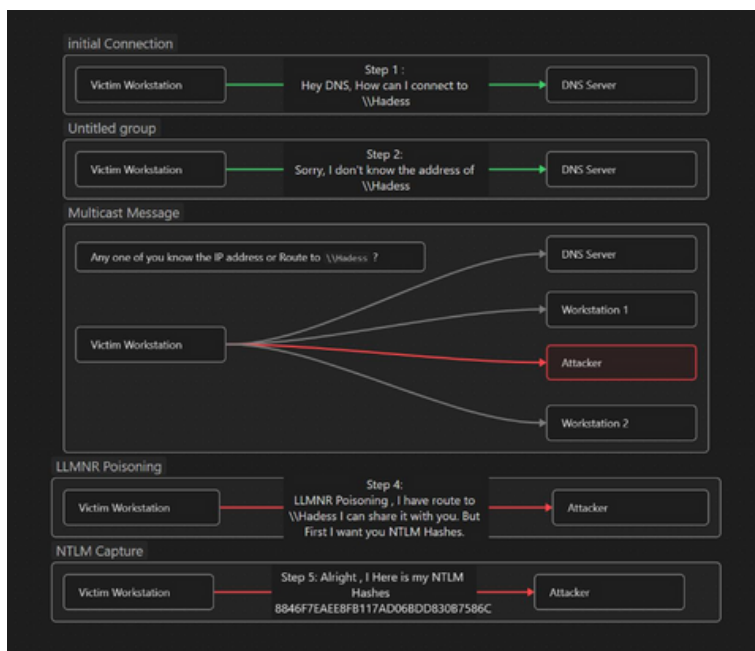 initial Connection
Victim Workstation
Step 1 :
Hey DNS, How can I connect to
\\Hadess
DNS Server
Untitled group
Victim Workstation
Step 2:
Sorry, I don't know the address of
\\Hadess
DNS Server
Multicast Message
Any one of you know the IP address or Route to \\Hadess ?
DNS Server
Workstation 1
Victim Workstation
Attacker
Workstation 2
LLMNR Poisoning
Victim Workstation
Step 4:
LLMNR Poisoning , I have route to
\\Hadess I can share it with you. But
First I want you NTLM Hashes.
Attacker
NTLM Capture
Victim Workstation
Step 5: Alright , I Here is my NTLM
Hashes
8846F7EAEE8FB117AD06BDD830B7586C
Attacker